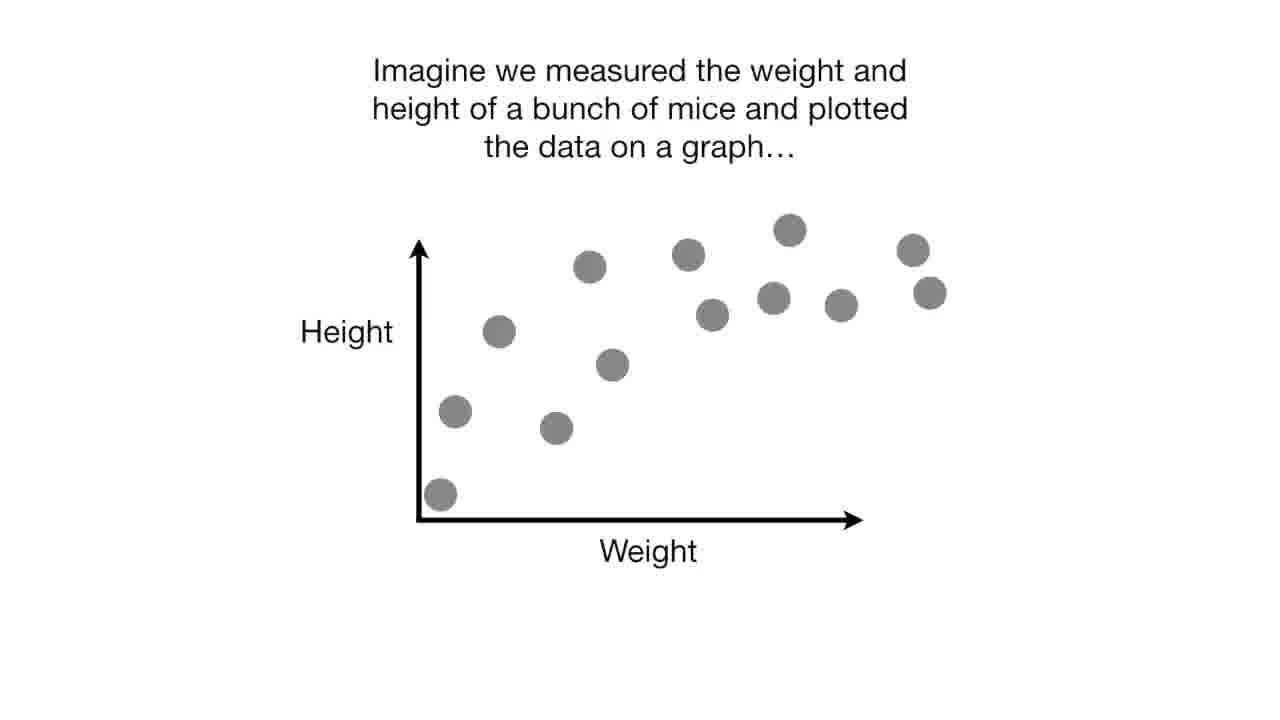 Imagine we measured the weight and
height of a bunch of mice and plotted
the data on a graph…
Height
Weight